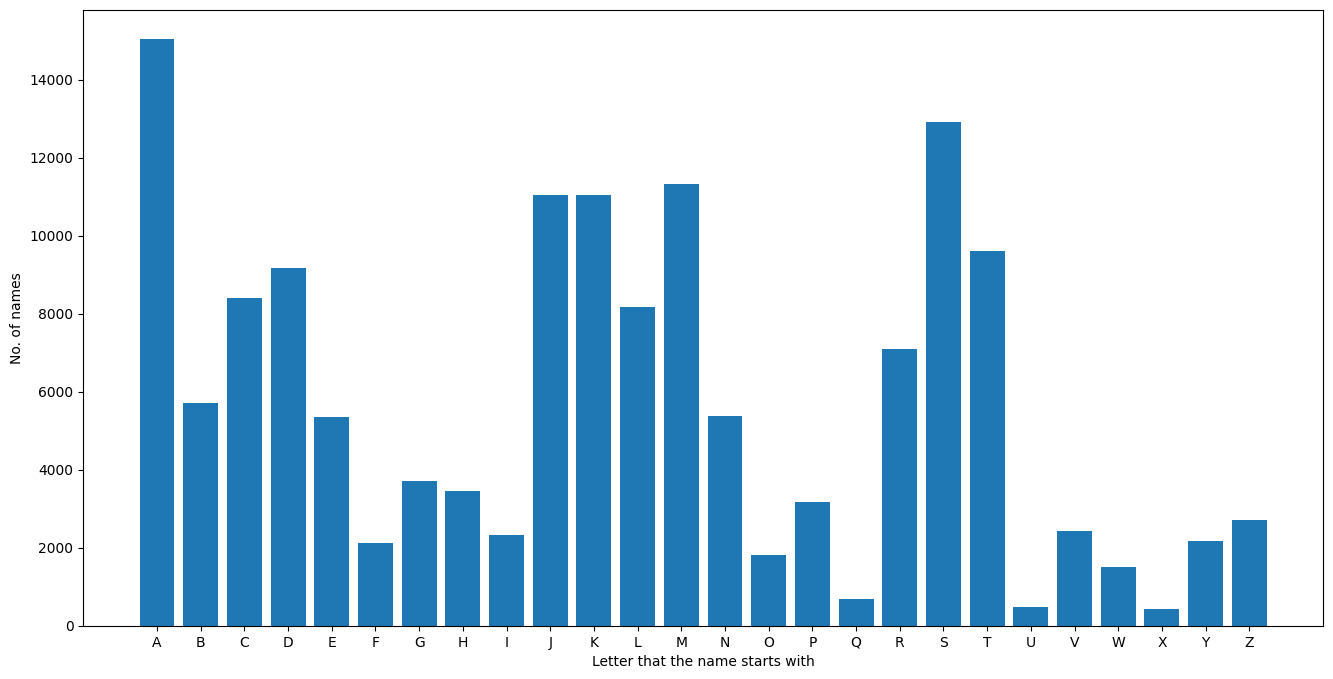 14000
12000
10000
8000
6000
4000
2000
0
No. of names
A B C D E F G H I J K L M N O P Q R S T U V W X Y Z
Letter that the name starts with